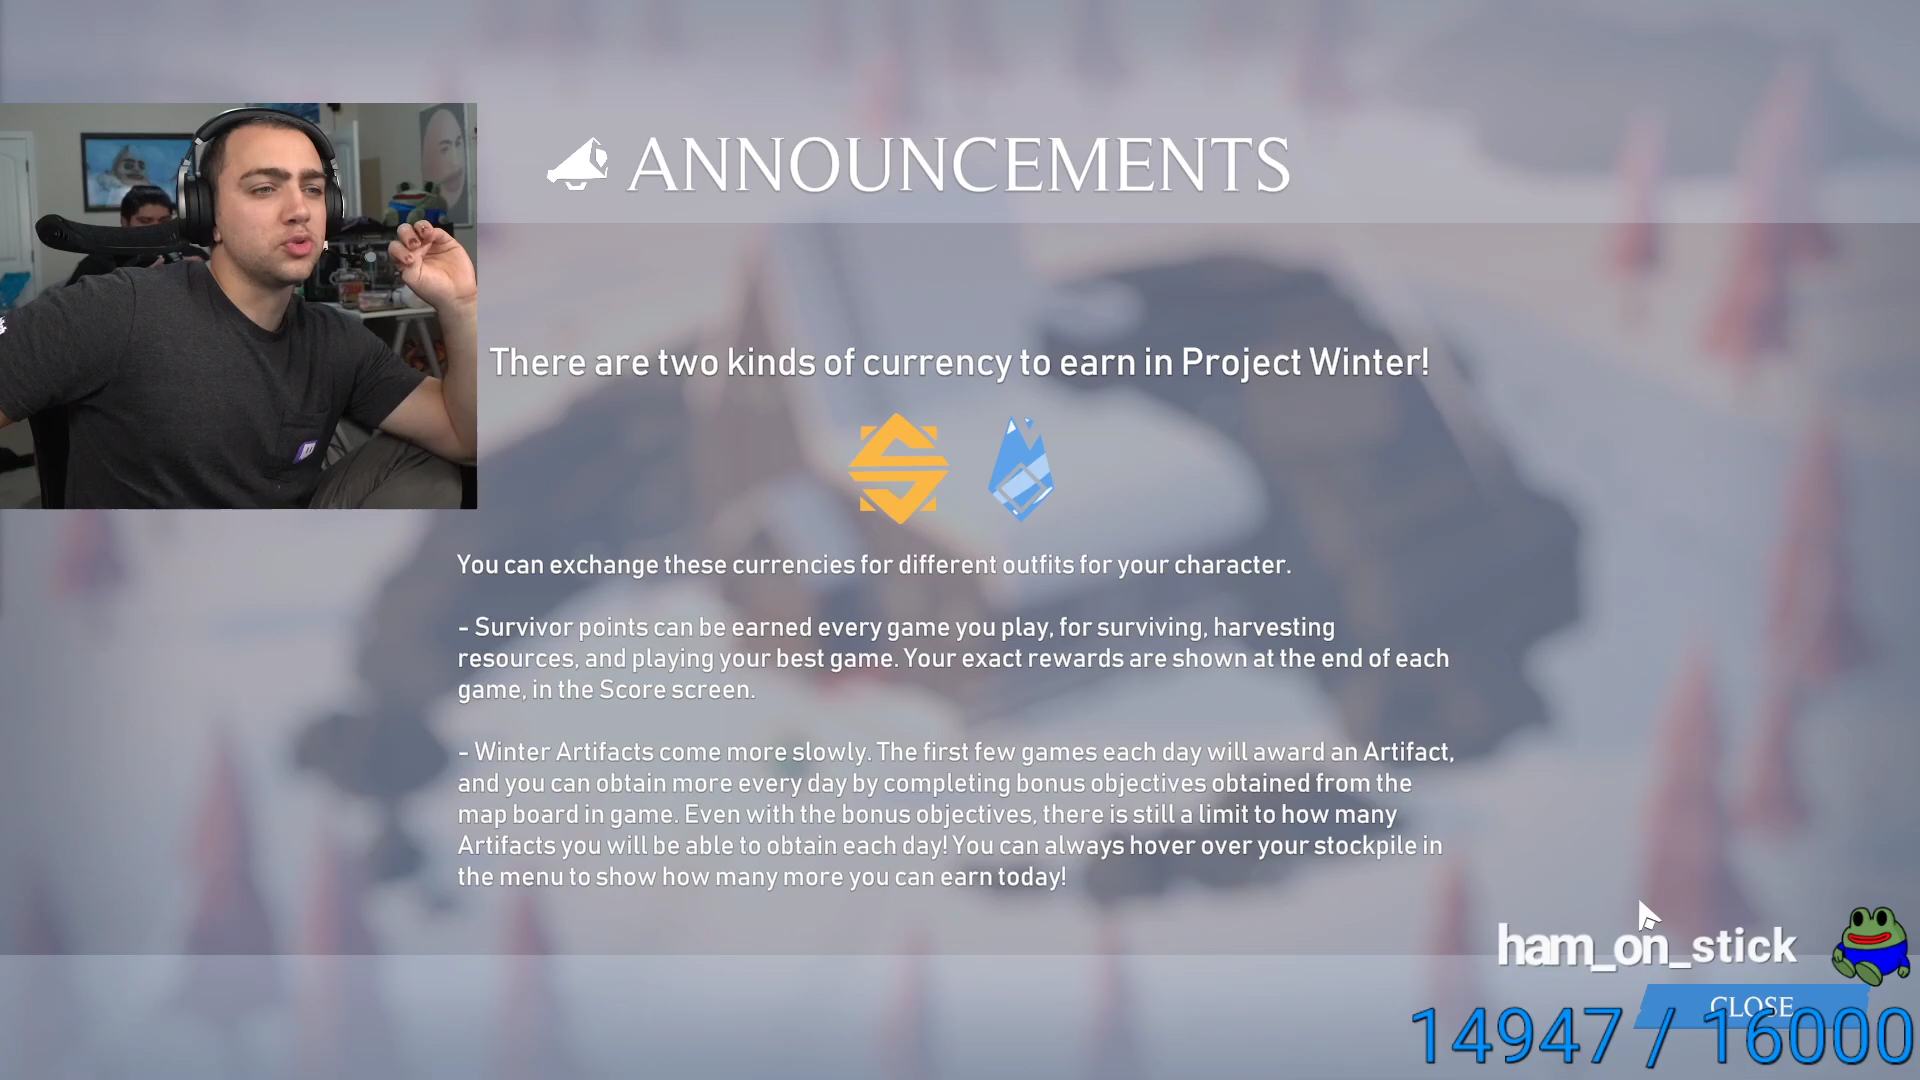 ANNOUNCEMENTS
There are two kinds of currency to earn in Project Winter!
You can exchange these currencies for different outfits for your character.
- Survivor points can be earned every game you play, for surviving, harvesting
resources, and playing your best game. Your exact rewards are shown at the end of each
game, in the Score screen.
- Winter Artifacts come more slowly. The first few games each day will award an Artifact,
and you can obtain more every day by completing bonus objectives obtained from the
map board in game. Even with the bonus objectives, there is still a limit to how many
Artifacts you will be able to obtain each day! You can always hover over your stockpile in
the menu to show how many more you can earn today!
ham_on_stick
CLOSE
14947 / 16000